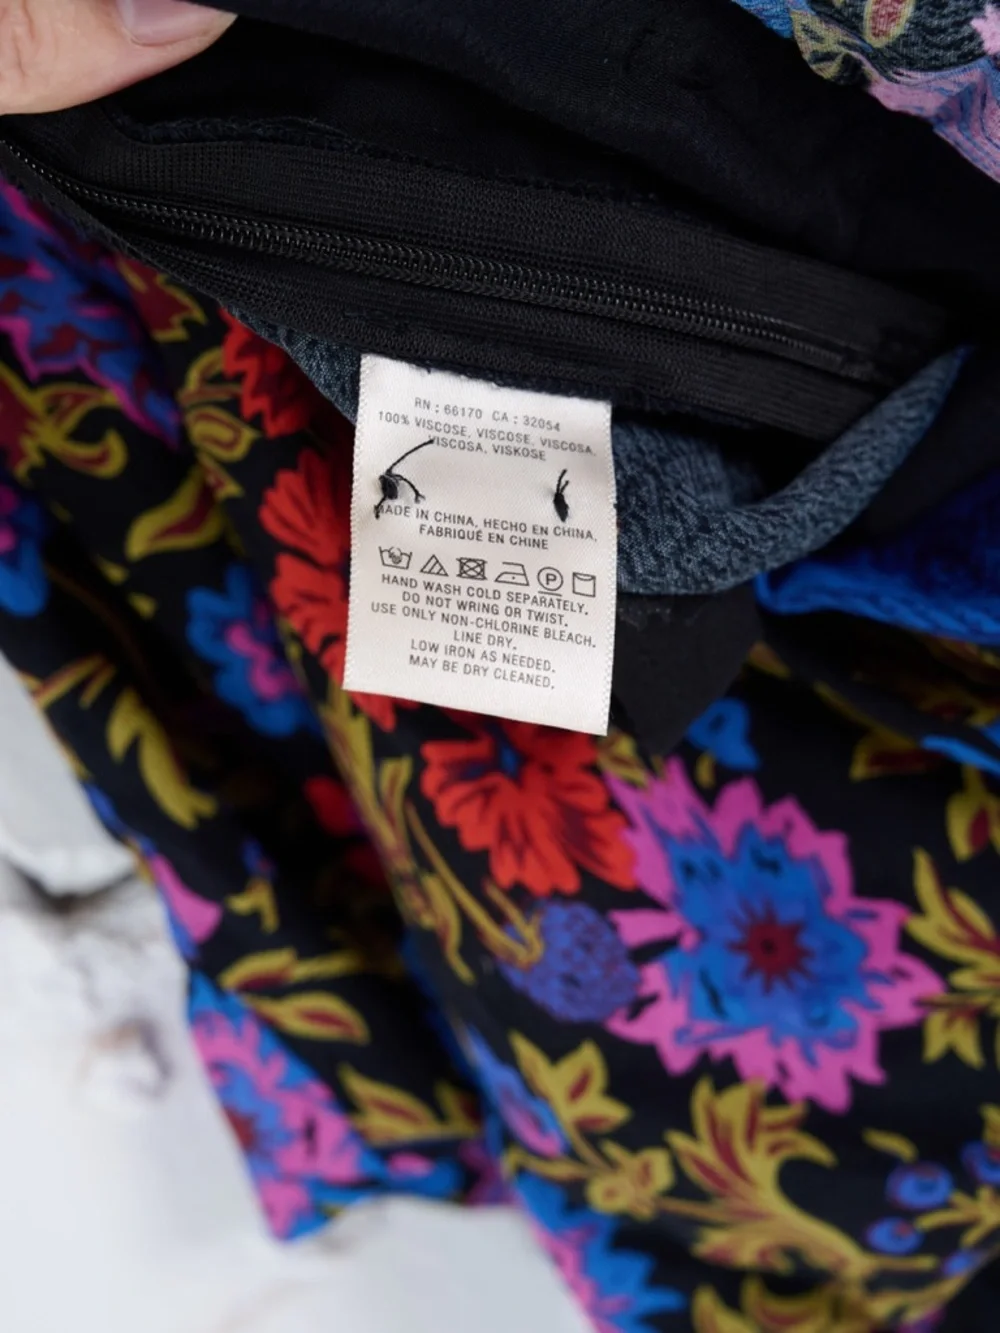 RN : 66170 CA : 32054
100% VISCOSE, VISCOSE, VISCOSA,
VISCOSA, VISKOSE
MADE IN CHINA, HECHO EN CHINA,
FABRIQUÉ EN CHINE
P
HAND WASH COLD SEPARATELY.
DO NOT WRING OR TWIST.
USE ONLY NON-CHLORINE BLEACH.
LINE DRY.
LOW IRON AS NEEDED.
MAY BE DRY CLEANED.